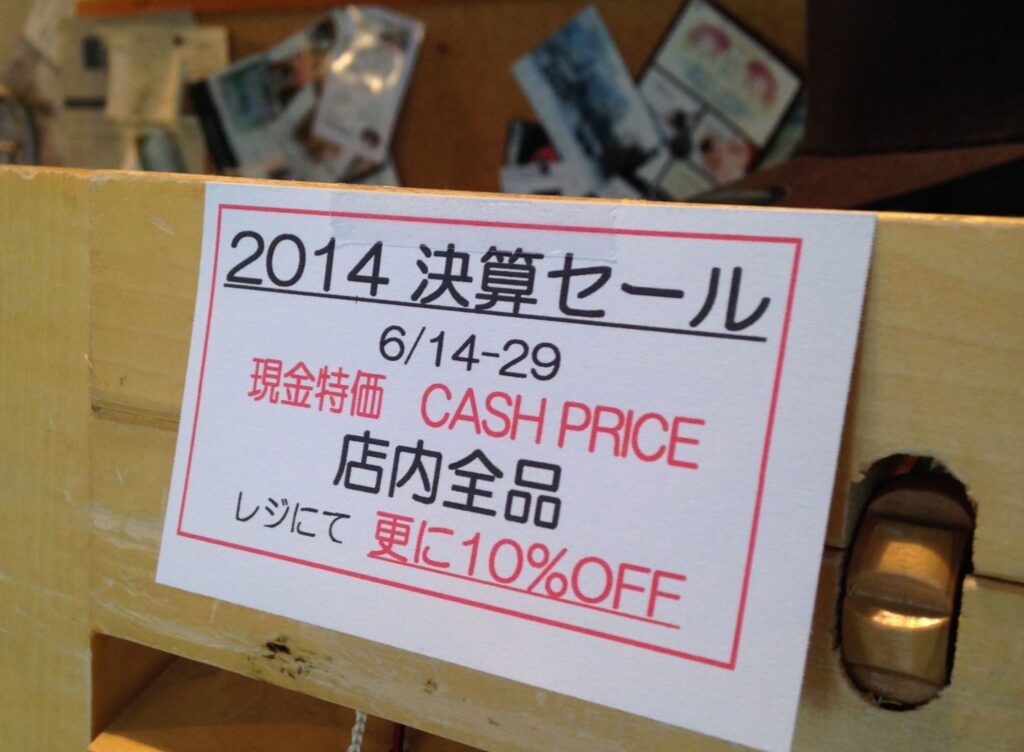 2014 決算セール
6/14-29
現金特価　CASH PRICE
店内全品
レジにて 更に10%OFF